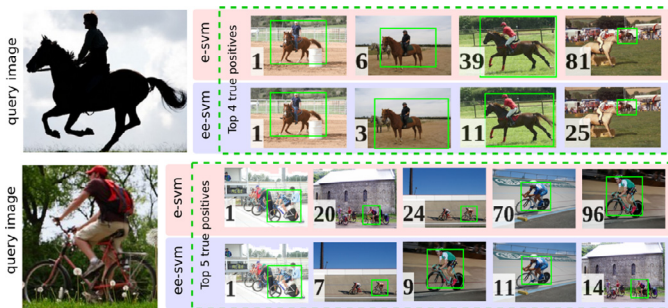 query image
e-svm
ee-svm
Top 4 true positives
1
6
39
81
1
3
11
25
query image
e-svm
ee-svm
Top 5 true positives
1
20
24
70
96
1
7
9
11
14